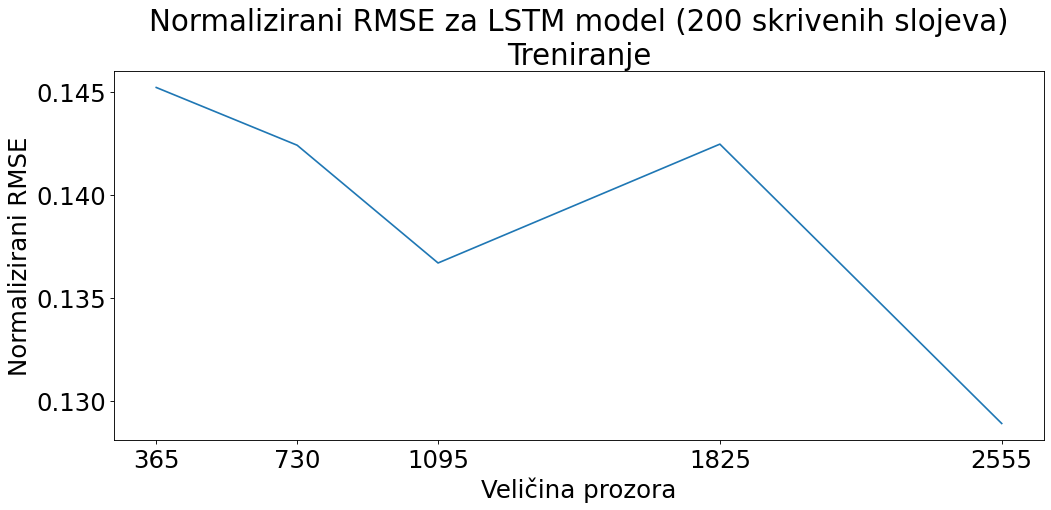 Normalizirani RMSE za LSTM model (200 skrivenih slojeva)
Treniranje
Normalizirani RMSE
0.145
0.140
0.135
0.130
365 730 1095 1825 2555
Veličina prozora